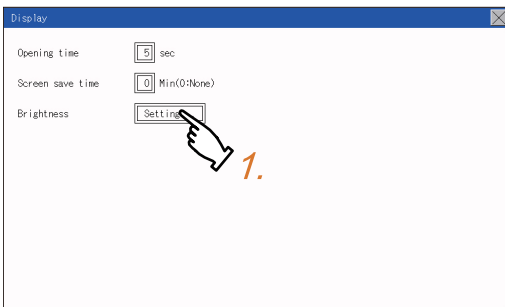 Display
Opening time 5 sec
Screen save time 0 Min(0:None)
Brightness Setting
1.